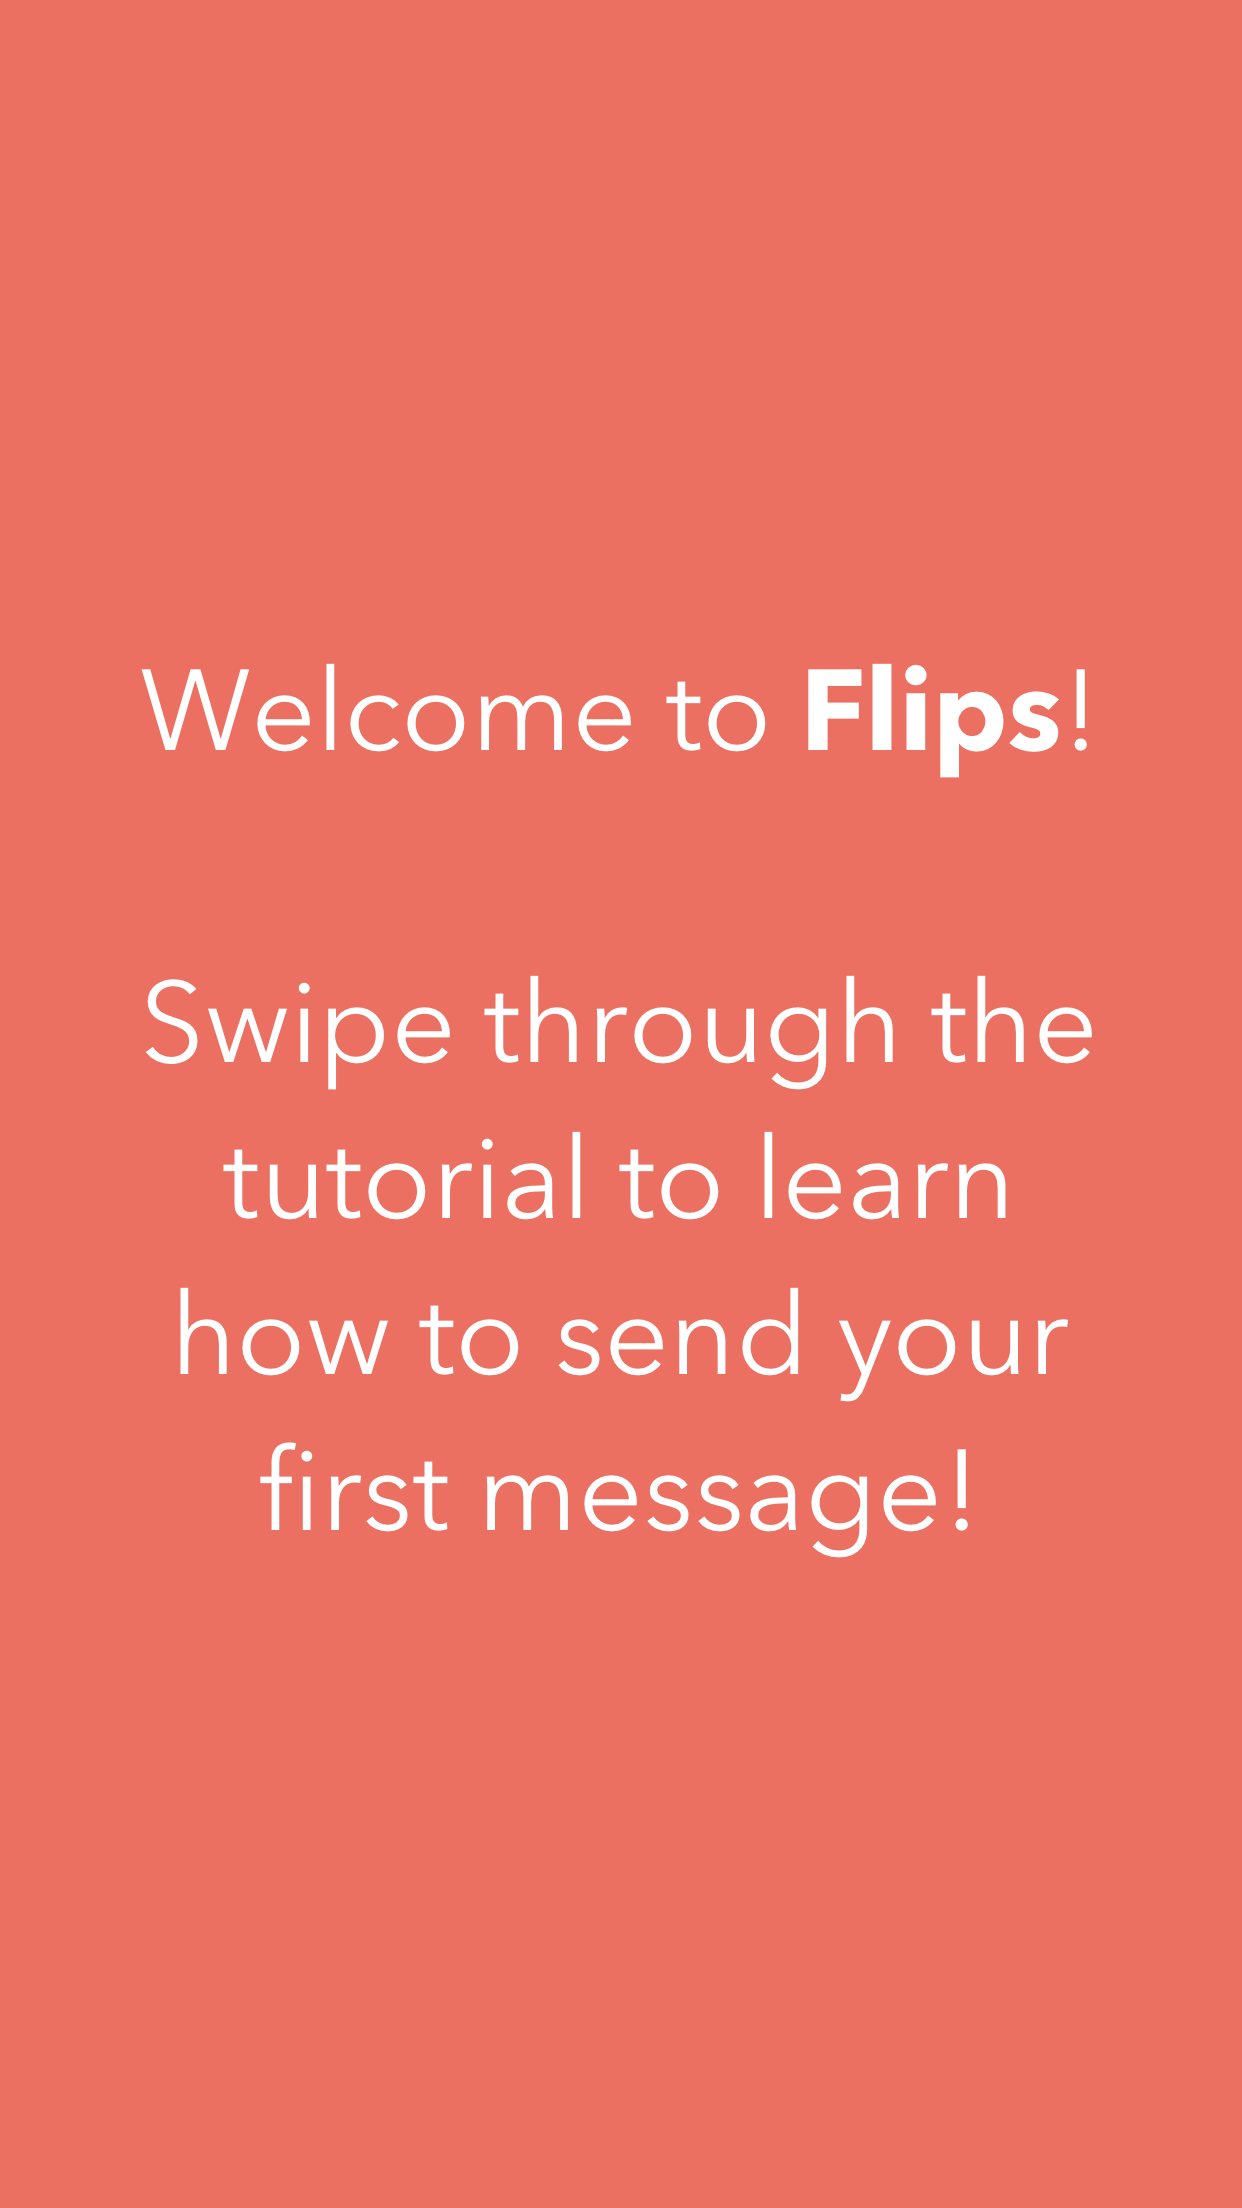 Welcome to Flips!
Swipe through the
tutorial to learn
how to send your
first message!